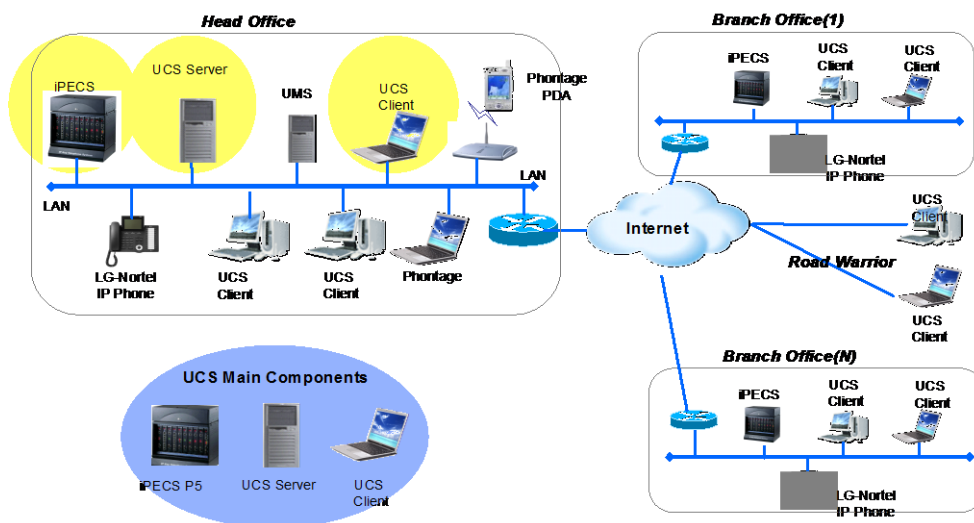 Head Office
iPECS
UCS Server
UMS
UCS
Client
Phontage
PDA
LAN
LAN
LG-Nortel
IP Phone
UCS
Client
UCS
Client
Phontage
Internet
Branch Office(1)
iPECS
UCS
Client
UCS
Client
LG-Nortel
IP Phone
UCS
Client
Road Warrior
UCS
Client
Branch Office(N)
iPECS
UCS
Client
UCS
Client
LG-Nortel
IP Phone
UCS Main Components
iPECS P5
UCS Server
UCS
Client